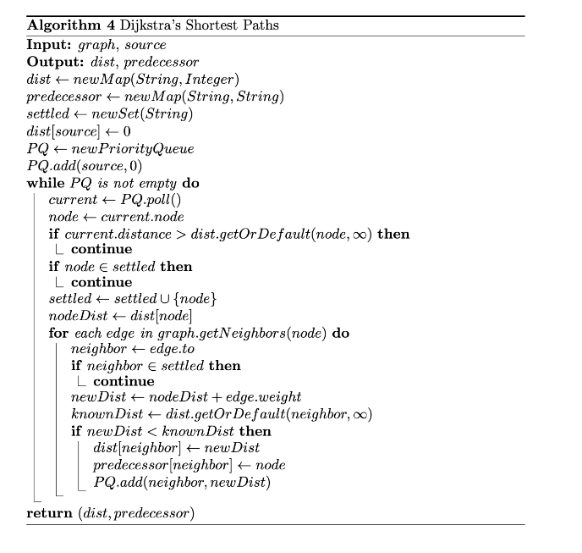 Algorithm 4 Dijkstra's Shortest Paths
Input: graph, source
Output: dist, predecessor
dist ← newMap(String, Integer)
predecessor ← newMap(String, String)
settled ← newSet(String)
dist[source] ← 0
PQ ← newPriorityQueue
PQ.add(source, 0)
while PQ is not empty do
current ← PQ.poll()
node ← current.node
if current.distance > dist.getOrDefault(node, ∞) then
continue
if node ∈ settled then
continue
settled ← settled ∪ {node}
nodeDist ← dist[node]
for each edge in graph.getNeighbors(node) do
neighbor ← edge.to
if neighbor ∈ settled then
continue
newDist ← nodeDist + edge.weight
knownDist ← dist.getOrDefault(neighbor, ∞)
if newDist < knownDist then
dist[neighbor] ← newDist
predecessor[neighbor] ← node
PQ.add(neighbor, newDist)
return (dist, predecessor)